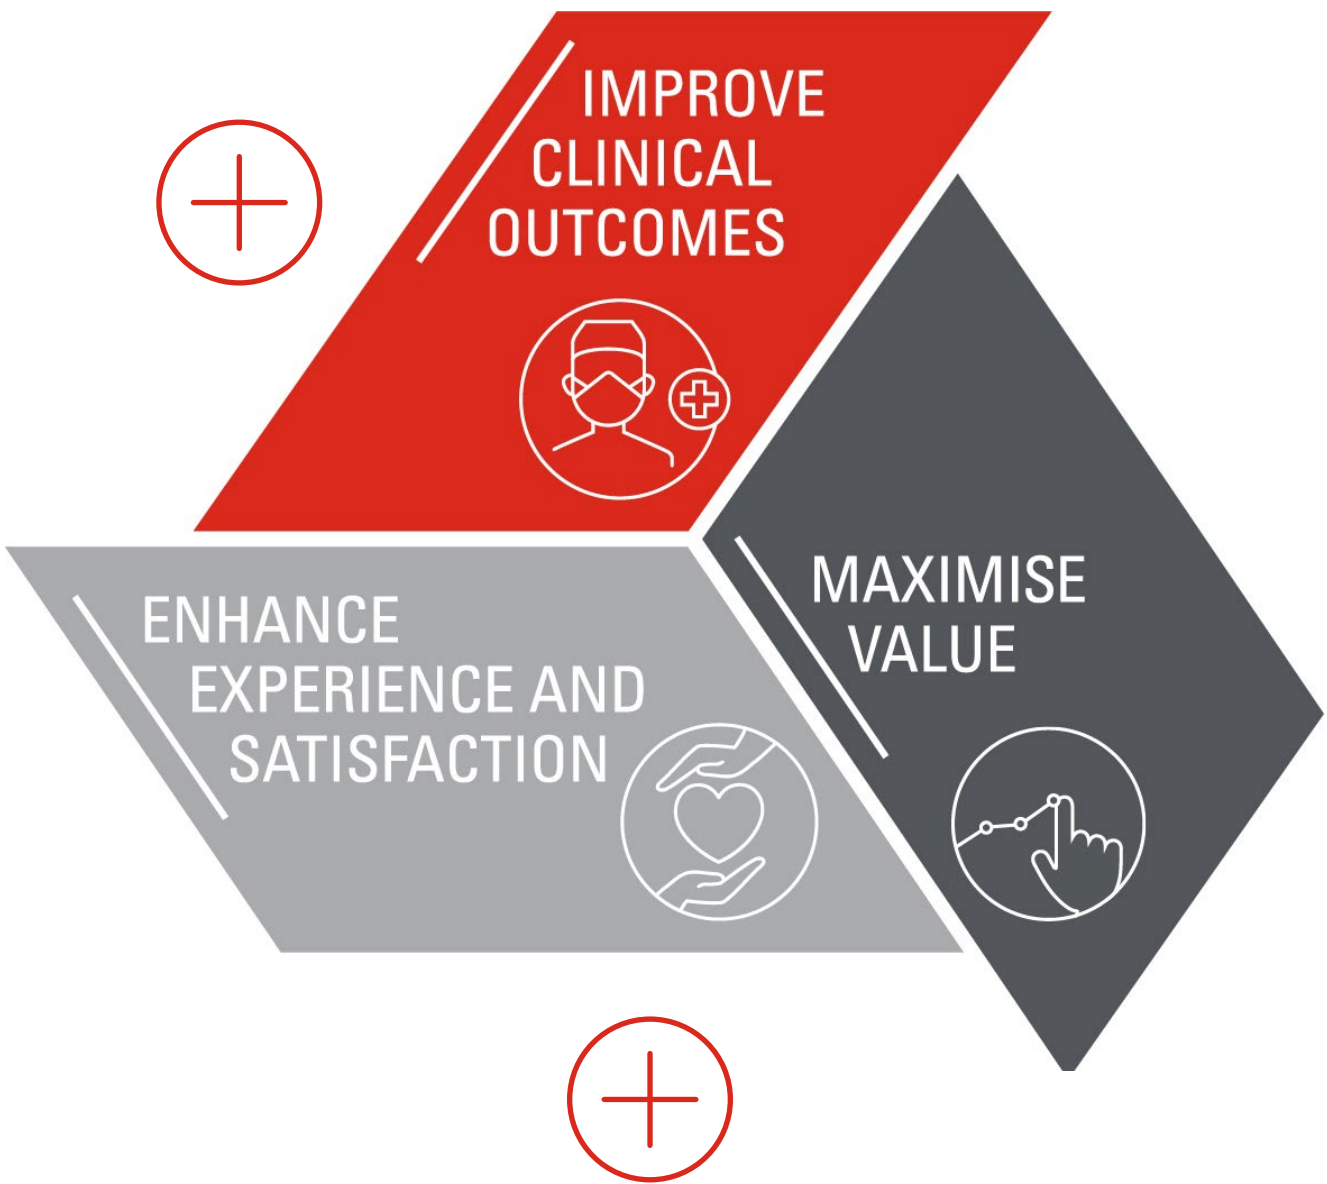 IMPROVE
CLINICAL
OUTCOMES
MAXIMISE
VALUE
ENHANCE
EXPERIENCE AND
SATISFACTION